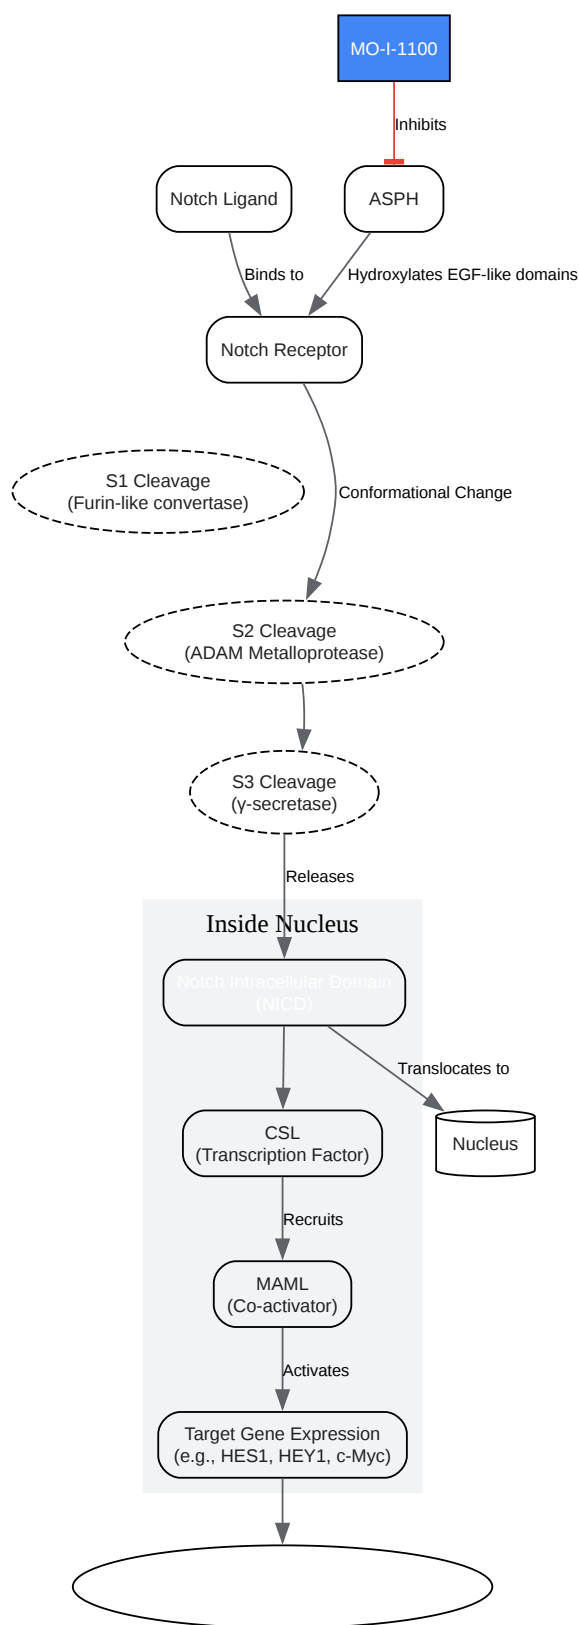 MO-I-1100
Inhibits
Notch Ligand
ASPH
Binds to
Hydroxylates EGF-like domains
Notch Receptor
S1 Cleavage
(Furin-like convertase)
Conformational Change
S2 Cleavage
(ADAM Metalloprotease)
S3 Cleavage
(γ-secretase)
Releases
Inside Nucleus
Notch Intracellular Domain
(NICD)
Translocates to
CSL
(Transcription Factor)
Nucleus
Recruits
MAML
(Co-activator)
Activates
Target Gene Expression
(e.g., HES1, HEY1, c-Myc)